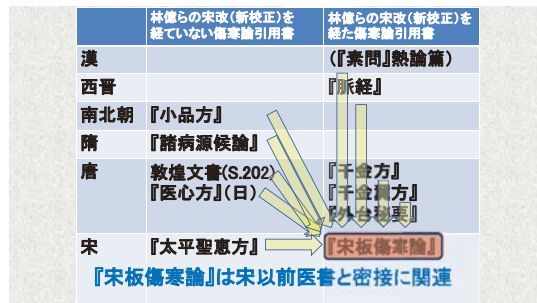 林億らの宋改（新校正）を
経ていない傷寒論引用書
林億らの宋改（新校正）を
経た傷寒論引用書
漢
（『素問』熱論篇）
西晋
『脈経』
南北朝
『小品方』
隋
『諸病源候論』
唐
敦煌文書(S.202)
『医心方』（日）
『千金方』
『千金翼方』
『外台秘要』
宋
『太平聖恵方』
『宋板傷寒論』
『宋板傷寒論』は宋以前医書と密接に関連